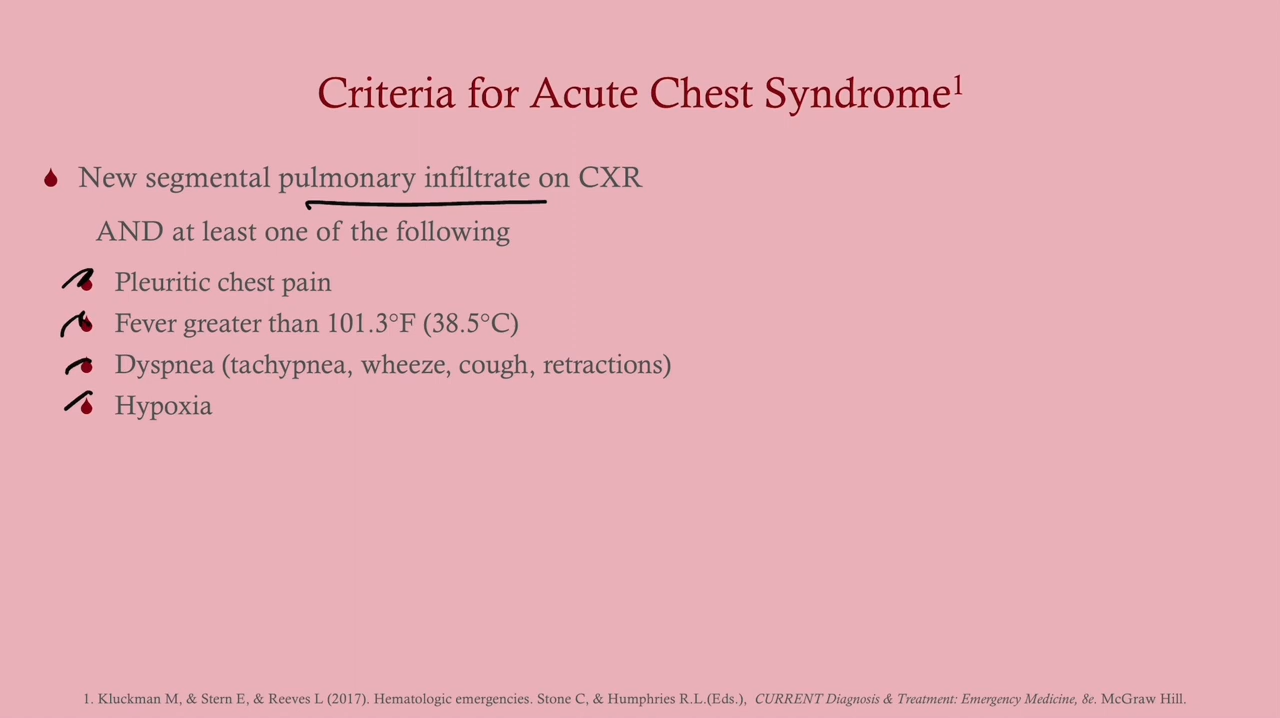 Criteria for Acute Chest Syndrome¹
New segmental pulmonary infiltrate on CXR
AND at least one of the following
Pleuritic chest pain
Fever greater than 101.3°F (38.5°C)
Dyspnea (tachypnea, wheeze, cough, retractions)
Hypoxia
1. Kluckman M, & Stern E, & Reeves L (2017). Hematologic emergencies. Stone C, & Humphries R.L.(Eds.), CURRENT Diagnosis & Treatment: Emergency Medicine, 8e. McGraw Hill.